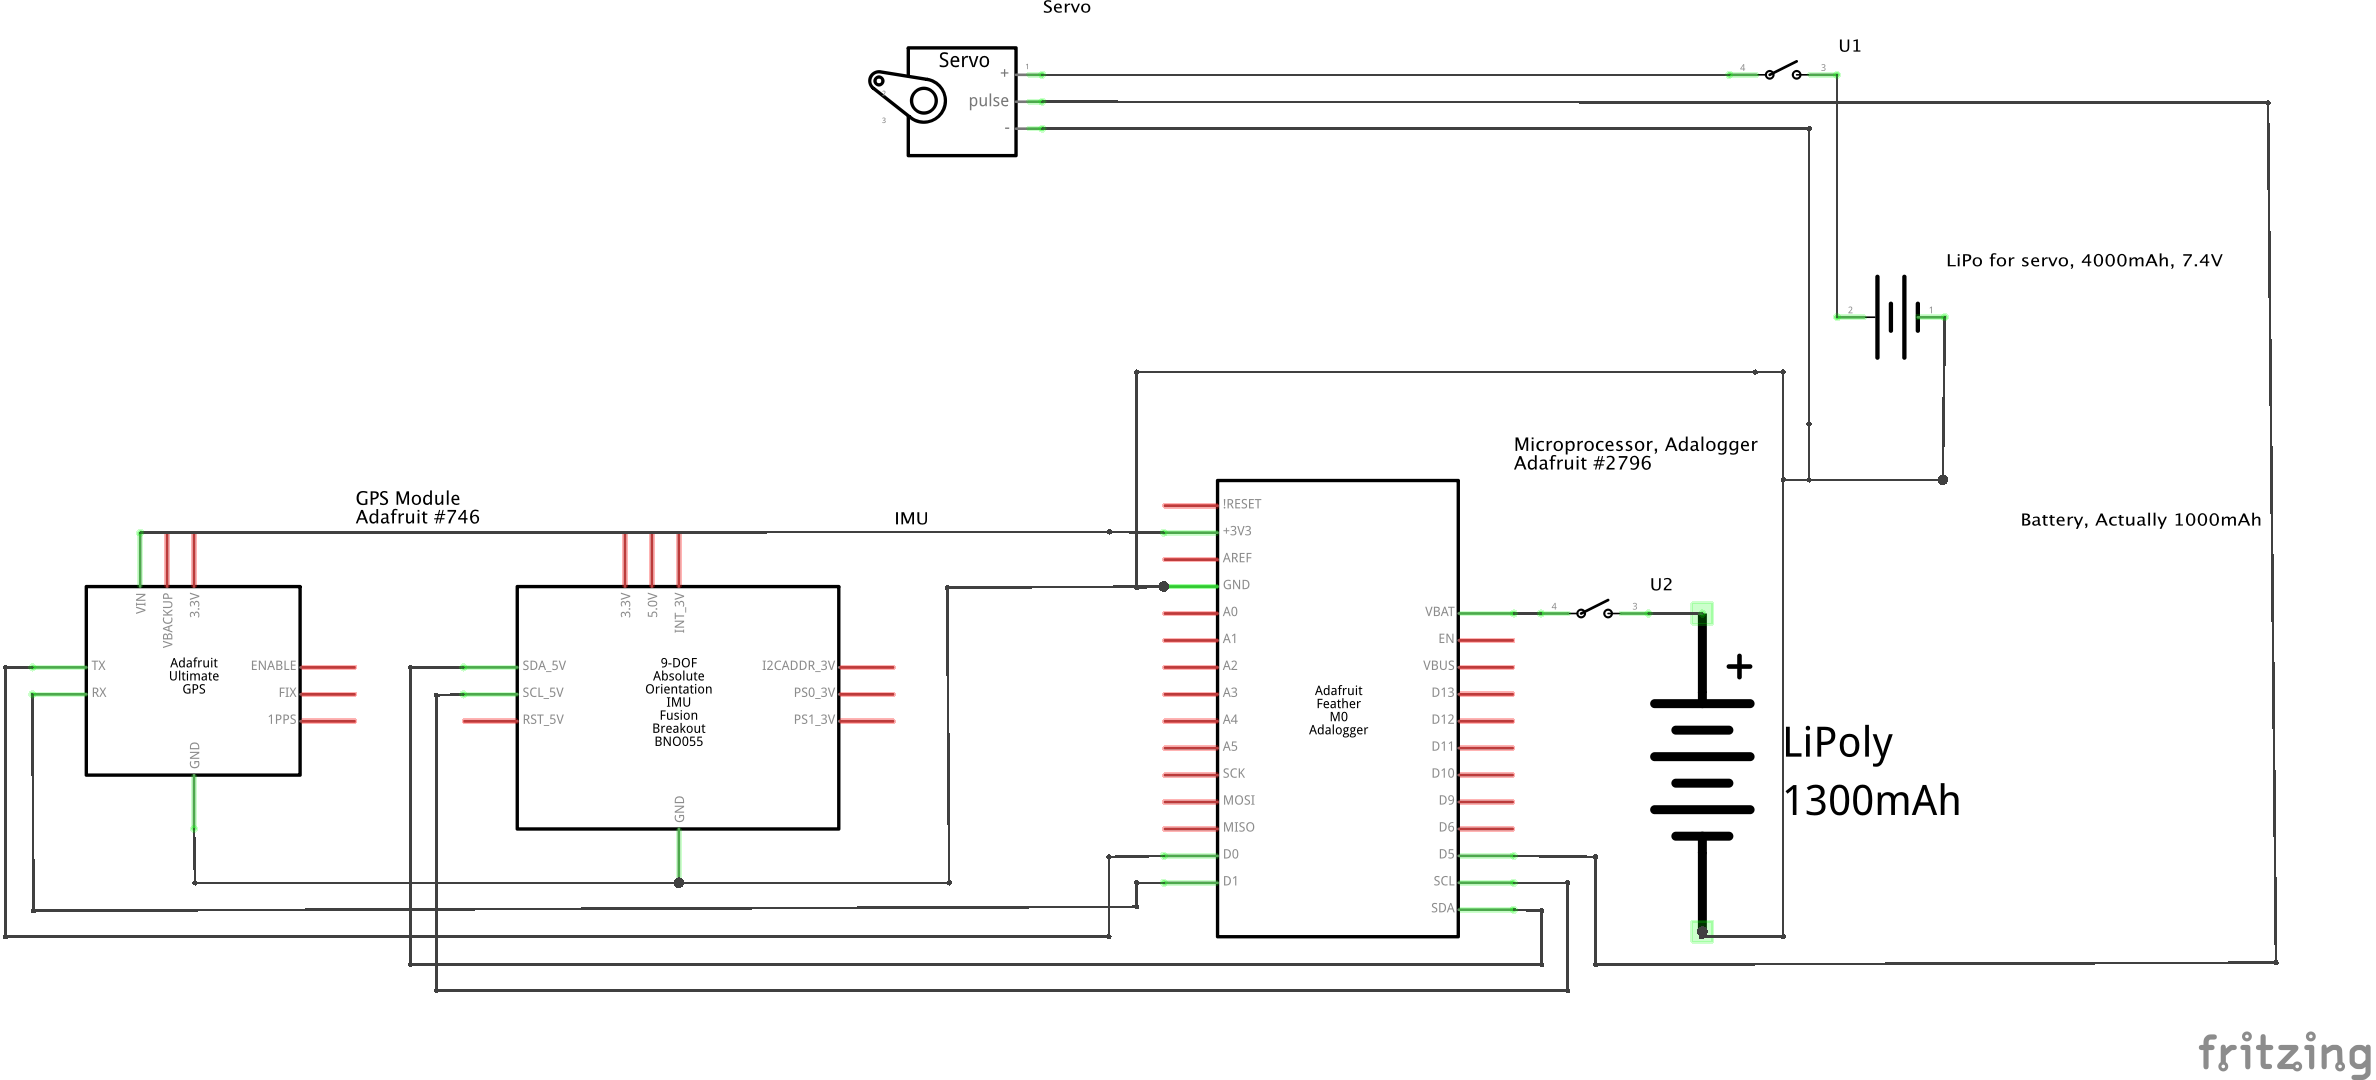 Servo
Servo
+
1
pulse
2
-
3
4
3
U1
LiPo for servo, 4000mAh, 7.4V
2
1
Microprocessor, Adalogger
Adafruit #2796
GPS Module
Adafruit #746
IMU
Battery, Actually 1000mAh
VIN
VBACKUP
3.3V
TX
RX
ENABLE
FIX
1PPS
GND
Adafruit
Ultimate
GPS
3.3V
5.0V
INT_3V
SDA_5V
SCL_5V
RST_5V
I2CADDR_3V
PS0_3V
PS1_3V
GND
9-DOF
Absolute
Orientation
IMU
Fusion
Breakout
BNO055
!RESET
+3V3
AREF
GND
A0
A1
A2
A3
A4
A5
SCK
MOSI
MISO
D0
D1
Adafruit
Feather
M0
Adalogger
VBAT
EN
VBUS
D13
D12
D11
D10
D9
D6
D5
SCL
SDA
U2
4
3
+
LiPoly
1300mAh
fritzing